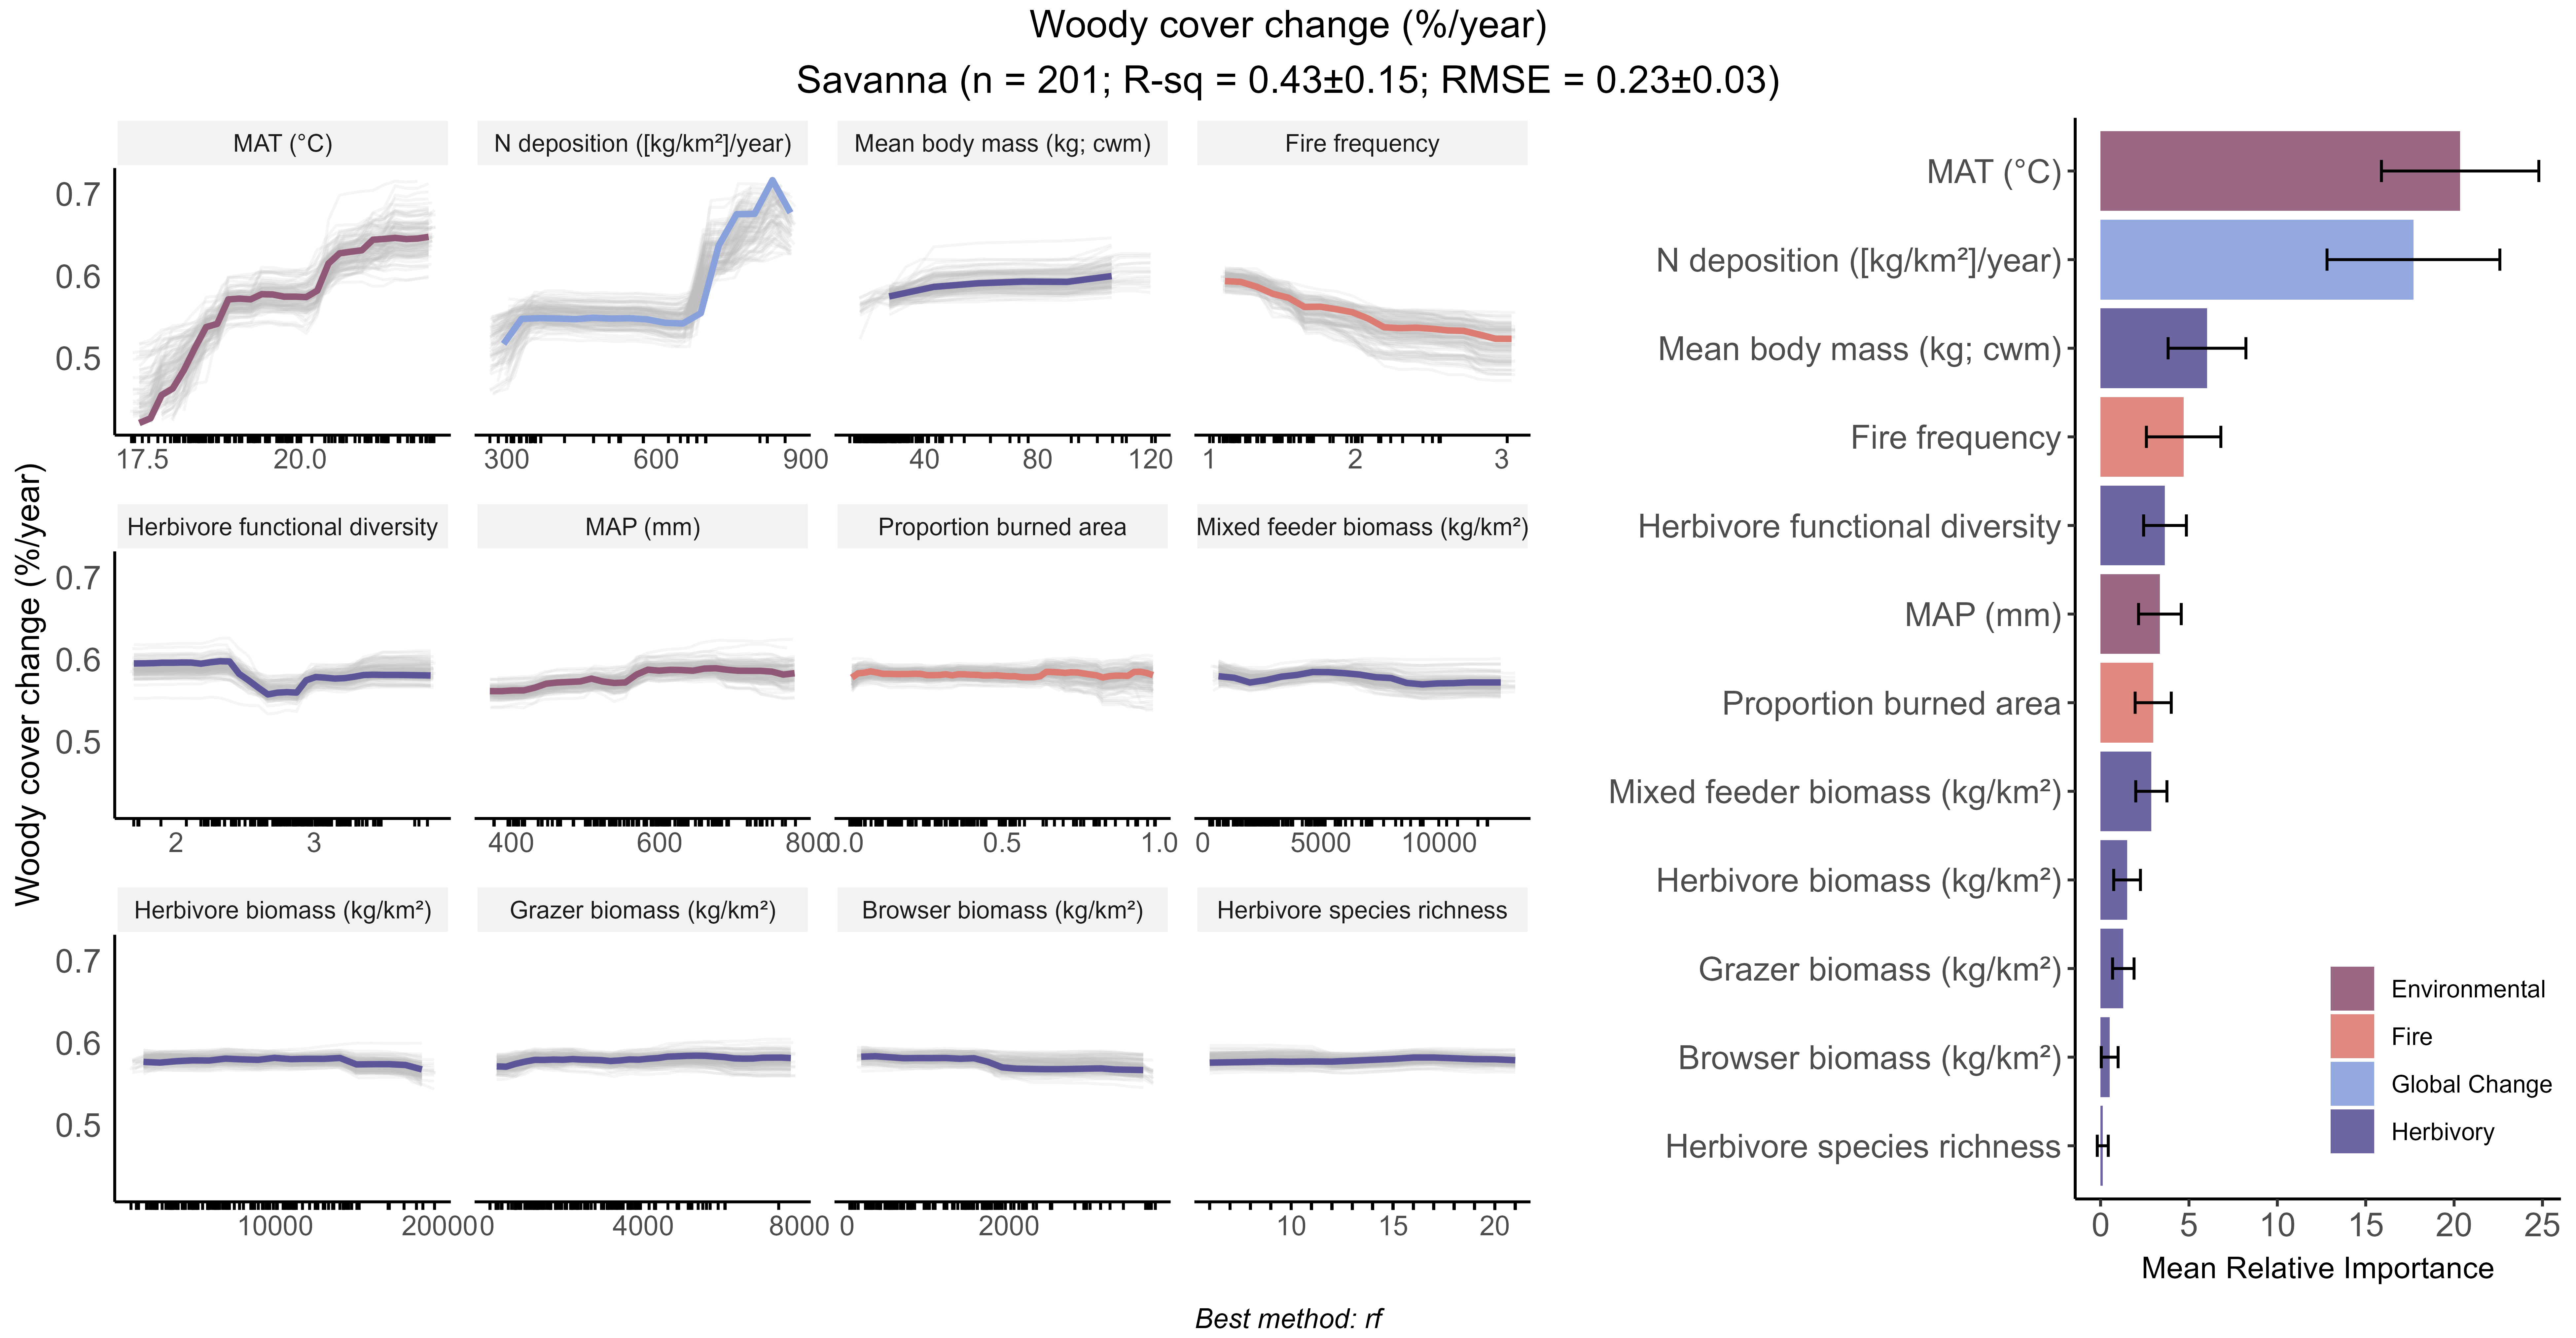 Woody cover change (%/year)
Savanna (n = 201; R-sq = 0.43±0.15; RMSE = 0.23±0.03)
Woody cover change (%/year)
MAT (°C)
N deposition ([kg/km²]/year)
Mean body mass (kg; cwm)
Fire frequency
0.7
0.6
0.5
17.5 20.0
300 600 900
40 80 120
1 2 3
Herbivore functional diversity
MAP (mm)
Proportion burned area
Mixed feeder biomass (kg/km²)
0.7
0.6
0.5
2 3
400 600 800
0.0 0.5 1.0
0 5000 10000
Herbivore biomass (kg/km²)
Grazer biomass (kg/km²)
Browser biomass (kg/km²)
Herbivore species richness
0.7
0.6
0.5
10000 20000
0 4000 8000
0 2000
10 15 20
MAT (°C)
N deposition ([kg/km²]/year)
Mean body mass (kg; cwm)
Fire frequency
Herbivore functional diversity
MAP (mm)
Proportion burned area
Mixed feeder biomass (kg/km²)
Herbivore biomass (kg/km²)
Grazer biomass (kg/km²)
Browser biomass (kg/km²)
Herbivore species richness
Environmental
Fire
Global Change
Herbivory
0 5 10 15 20 25
Mean Relative Importance
Best method: rf